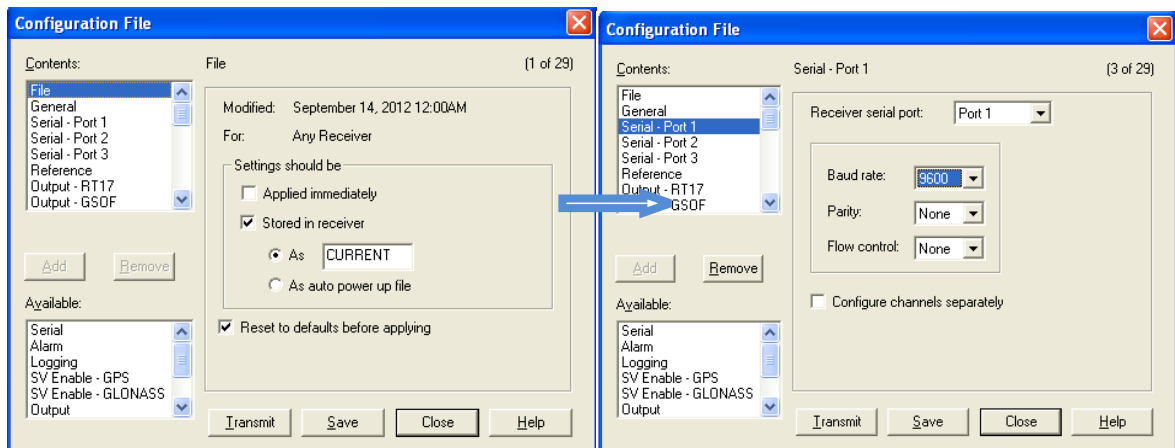 Configuration File
Contents:
File
General
Serial - Port 1
Serial - Port 2
Serial - Port 3
Reference
Output - RT17
Output - GSOF
Add
Remove
Available:
Serial
Alarm
Logging
SV Enable - GPS
SV Enable - GLONASS
Output
File
(1 of 29)
Modified: September 14, 2012 12:00AM
For: Any Receiver
Settings should be
Applied immediately
Stored in receiver
As CURRENT
As auto power up file
Reset to defaults before applying
Transmit
Save
Close
Help
Configuration File
Contents:
File
General
Serial - Port 1
Serial - Port 2
Serial - Port 3
Reference
Output - RT17
GSOF
Add
Remove
Available:
Serial
Alarm
Logging
SV Enable - GPS
SV Enable - GLONASS
Output
Serial - Port 1
(3 of 29)
Receiver serial port: Port 1
Baud rate: 9600
Parity: None
Flow control: None
Configure channels separately
Transmit
Save
Close
Help